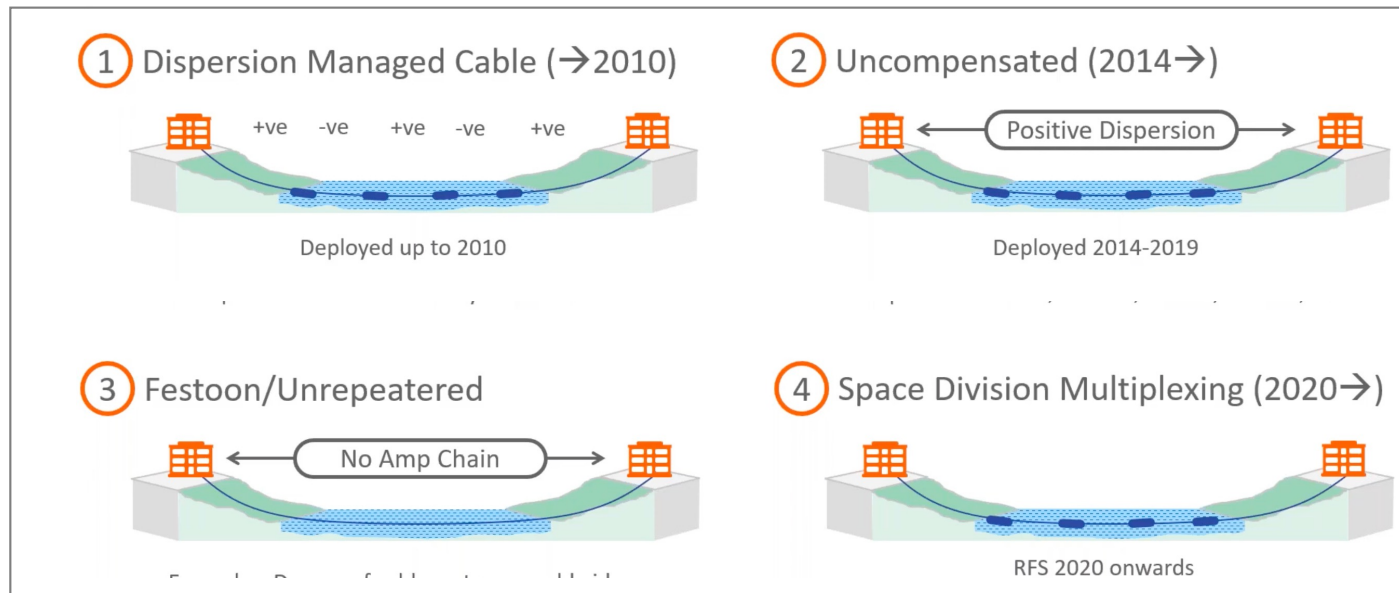 1 Dispersion Managed Cable (→2010)
+ve -ve +ve -ve +ve
Deployed up to 2010
2 Uncompensated (2014→)
Positive Dispersion
Deployed 2014-2019
3 Festoon/Unrepeatered
No Amp Chain
4 Space Division Multiplexing (2020→)
RFS 2020 onwards